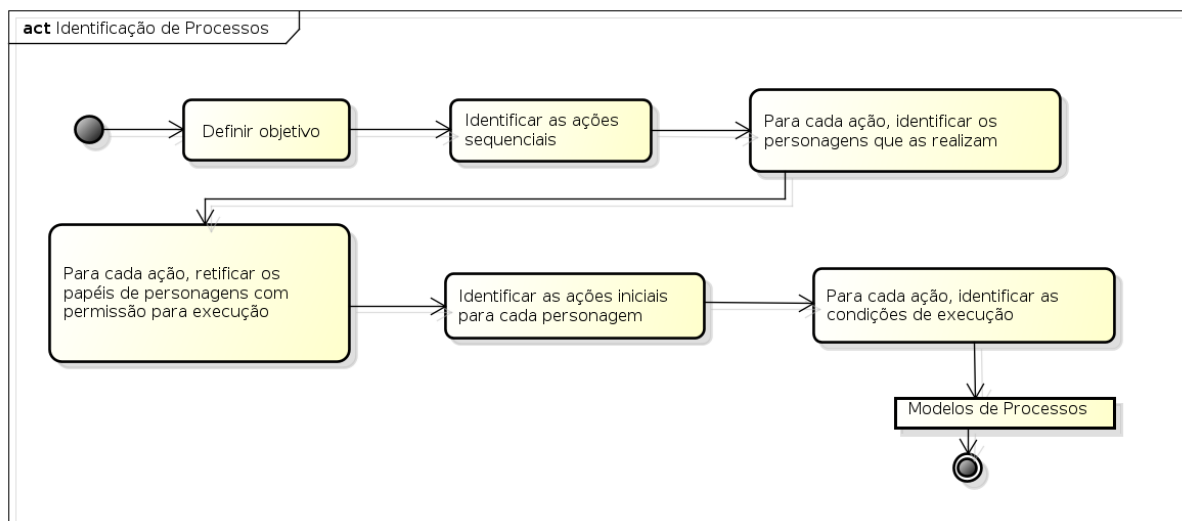 act Identificação de Processos
Definir objetivo
Identificar as ações
sequenciais
Para cada ação, identificar os
personagens que as realizam
Para cada ação, retificar os
papéis de personagens com
permissão para execução
Identificar as ações iniciais
para cada personagem
Para cada ação, identificar as
condições de execução
Modelos de Processos